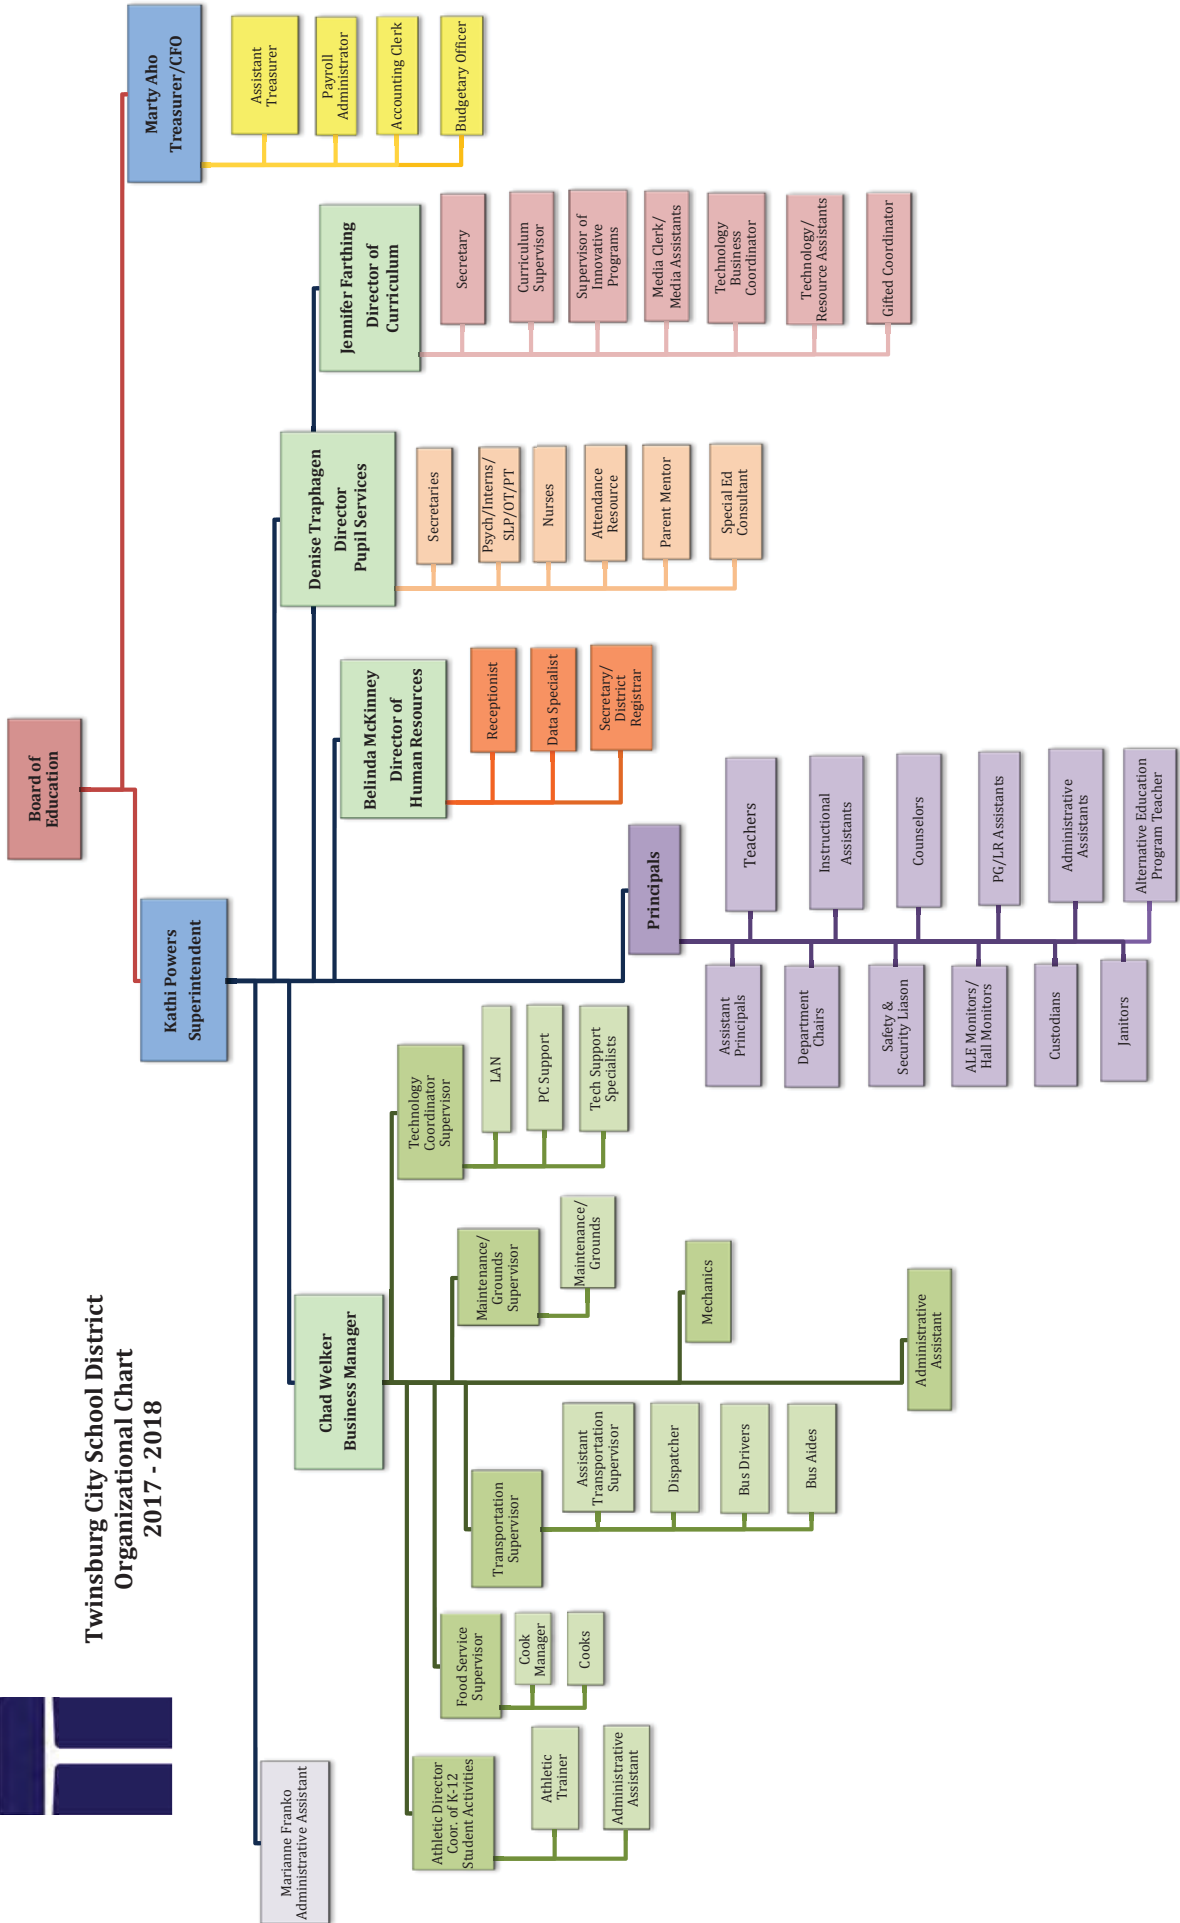 Twinsburg City School District
Organizational Chart
2017 - 2018
Board of
Education
Kathi Powers
Superintendent
Marty Aho
Treasurer/CFO
Assistant
Treasurer
Payroll
Administrator
Accounting Clerk
Budgetary Officer
Marianne Franko
Administrative Assistant
Chad Welker
Business Manager
Belinda McKinney
Director of
Human Resources
Denise Traphagen
Director
Pupil Services
Jennifer Farthing
Director of
Curriculum
Athletic Director
Coor. of K-12
Student Activities
Athletic
Trainer
Administrative
Assistant
Food Service
Supervisor
Cook
Manager
Cooks
Transportation
Supervisor
Assistant
Transportation
Supervisor
Dispatcher
Bus Drivers
Bus Aides
Maintenance/
Grounds
Supervisor
Maintenance/
Grounds
Technology
Coordinator
Supervisor
LAN
PC Support
Tech Support
Specialists
Mechanics
Administrative
Assistant
Principals
Assistant
Principals
Department
Chairs
Safety &
Security Liason
ALE Monitors/
Hall Monitors
Custodians
Janitors
Teachers
Instructional
Assistants
Counselors
PG/LR Assistants
Administrative
Assistants
Alternative Education
Program Teacher
Receptionist
Data Specialist
Secretary/
District
Registrar
Secretaries
Psych/Interns/
SLP/OT/PT
Nurses
Attendance
Resource
Parent Mentor
Special Ed
Consultant
Secretary
Curriculum
Supervisor
Supervisor of
Innovative
Programs
Media Clerk/
Media Assistants
Technology
Business
Coordinator
Technology/
Resource Assistants
Gifted Coordinator